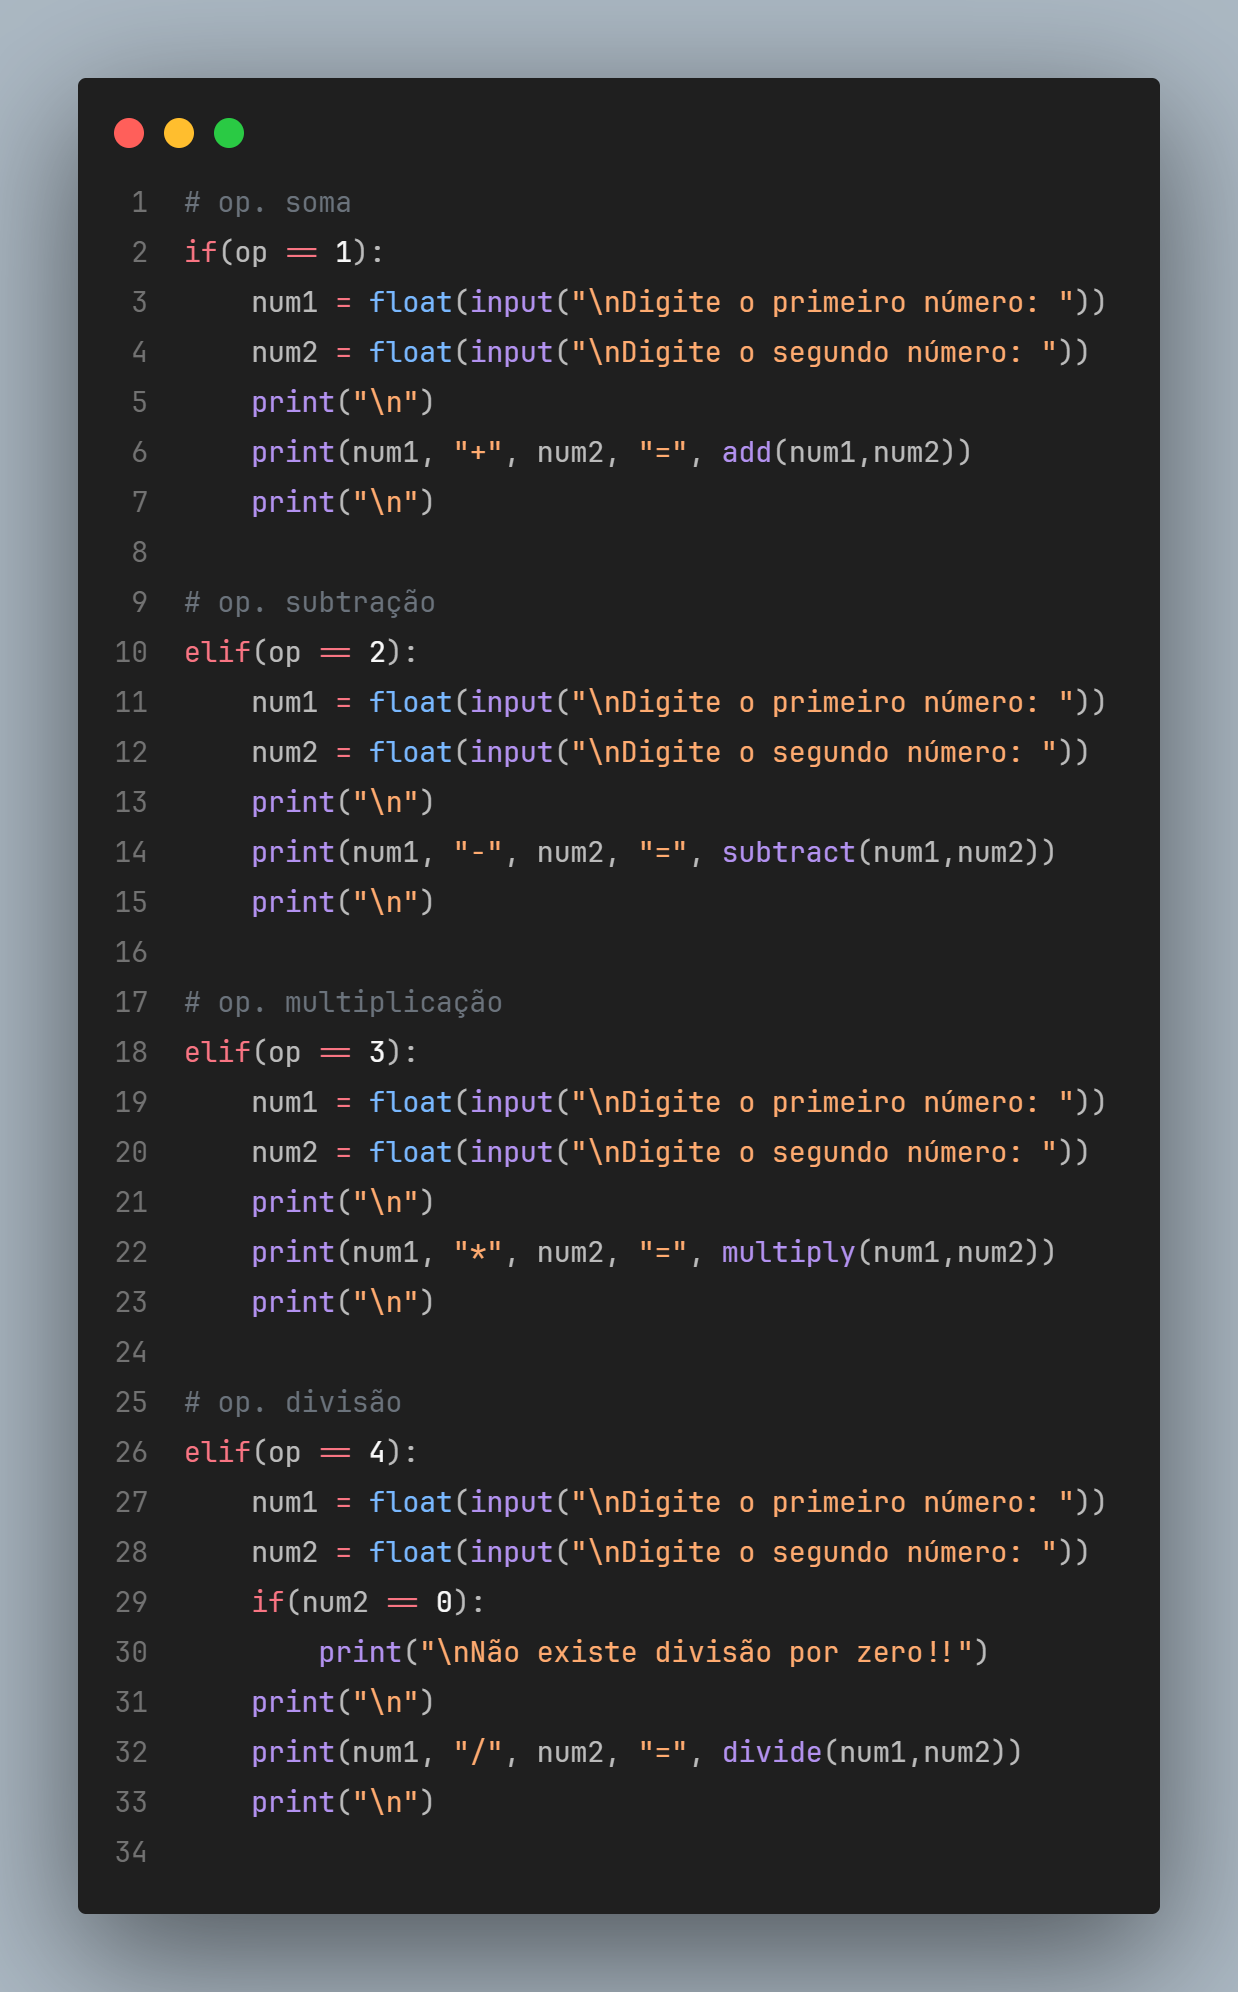 1 # op. soma
2 if(op == 1):
3     num1 = float(input("\nDigite o primeiro número: "))
4     num2 = float(input("\nDigite o segundo número: "))
5     print("\n")
6     print(num1, "+", num2, "=", add(num1,num2))
7     print("\n")
8
9 # op. subtração
10 elif(op == 2):
11     num1 = float(input("\nDigite o primeiro número: "))
12     num2 = float(input("\nDigite o segundo número: "))
13     print("\n")
14     print(num1, "-", num2, "=", subtract(num1,num2))
15     print("\n")
16
17 # op. multiplicação
18 elif(op == 3):
19     num1 = float(input("\nDigite o primeiro número: "))
20     num2 = float(input("\nDigite o segundo número: "))
21     print("\n")
22     print(num1, "*", num2, "=", multiply(num1,num2))
23     print("\n")
24
25 # op. divisão
26 elif(op == 4):
27     num1 = float(input("\nDigite o primeiro número: "))
28     num2 = float(input("\nDigite o segundo número: "))
29     if(num2 == 0):
30         print("\nNão existe divisão por zero!!")
31     print("\n")
32     print(num1, "/", num2, "=", divide(num1,num2))
33     print("\n")
34